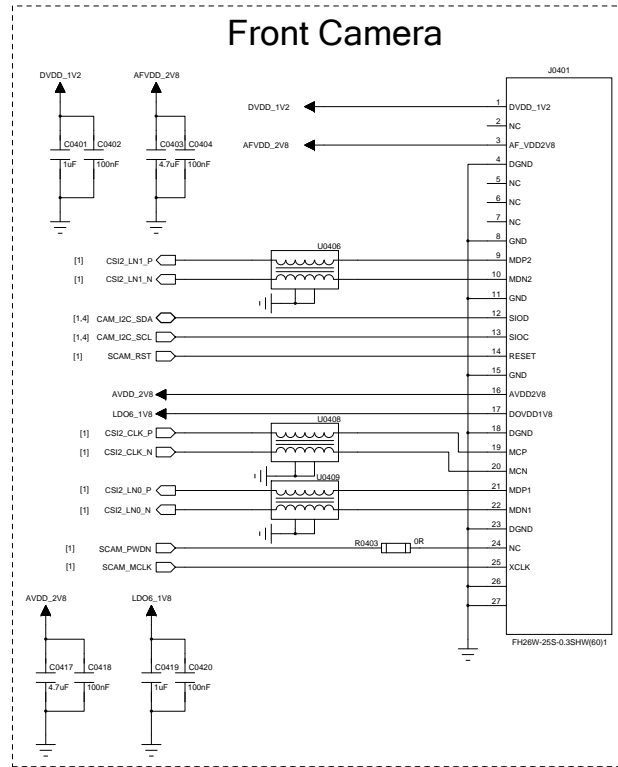 Front Camera
DVDD_1V2 AFVDD_2V8
C0401 C0402 C0403 C0404
1uF 100nF 4.7uF 100nF
J0401
DVDD_1V2 1 DVDD_1V2
2 NC
AFVDD_2V8 3 AF_VDD2V8
4 DGND
5 NC
6 NC
7 NC
8 GND
U0406
[1] CSI2_LN1_P 9 MDP2
[1] CSI2_LN1_N 10 MDN2
11 GND
[1,4] CAM_I2C_SDA 12 SIOD
[1,4] CAM_I2C_SCL 13 SIOC
[1] SCAM_RST 14 RESET
15 GND
AVDD_2V8 16 AVDD2V8
LDO6_1V8 17 DOVDD1V8
U0408
[1] CSI2_CLK_P 18 DGND
19 MCP
[1] CSI2_CLK_N 20 MCN
U0409
[1] CSI2_LN0_P 21 MDP1
[1] CSI2_LN0_N 22 MDN1
23 DGND
[1] SCAM_PWDN R0403 0R 24 NC
[1] SCAM_MCLK 25 XCLK
26
27
FH26W-25S-0.3SHW(60)1
AVDD_2V8 LDO6_1V8
C0417 C0418 C0419 C0420
4.7uF 100nF 1uF 100nF